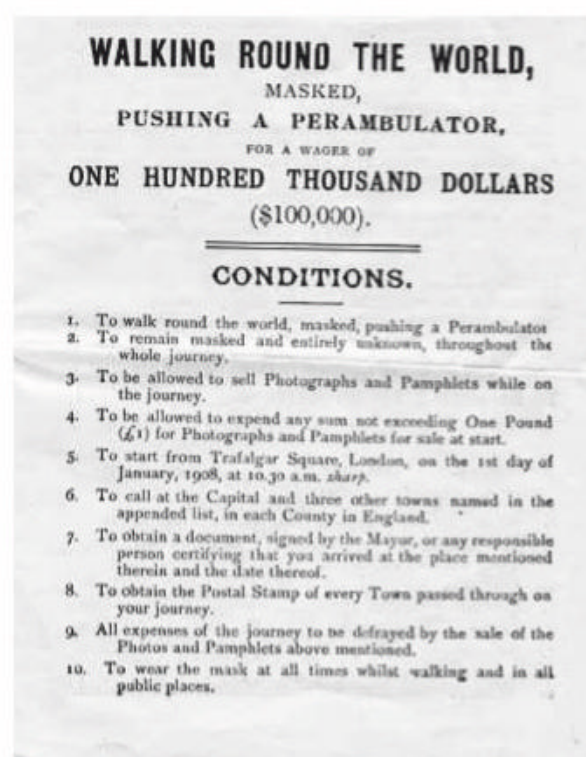 WALKING ROUND THE WORLD,
MASKED,
PUSHING A PERAMBULATOR,
FOR A WAGER OF
ONE HUNDRED THOUSAND DOLLARS
($100,000).
CONDITIONS.
1. To walk round the world, masked, pushing a Perambulator
2. To remain masked and entirely unknown, throughout the
whole journey.
3. To be allowed to sell Photographs and Pamphlets while on
the journey.
4. To be allowed to expend any sum not exceeding One Pound
(£1) for Photographs and Pamphlets for sale at start.
5. To start from Trafalgar Square, London, on the 1st day of
January, 1908, at 10.30 a.m. sharp.
6. To call at the Capital and three other towns named in the
appended list, in each County in England.
7. To obtain a document, signed by the Mayor, or any responsible
person certifying that you arrived at the place mentioned
therein and the date thereof.
8. To obtain the Postal Stamp of every Town passed through on
your journey.
9. All expenses of the journey to be defrayed by the sale of the
Photos and Pamphlets above mentioned.
10. To wear the mask at all times whilst walking and in all
public places.